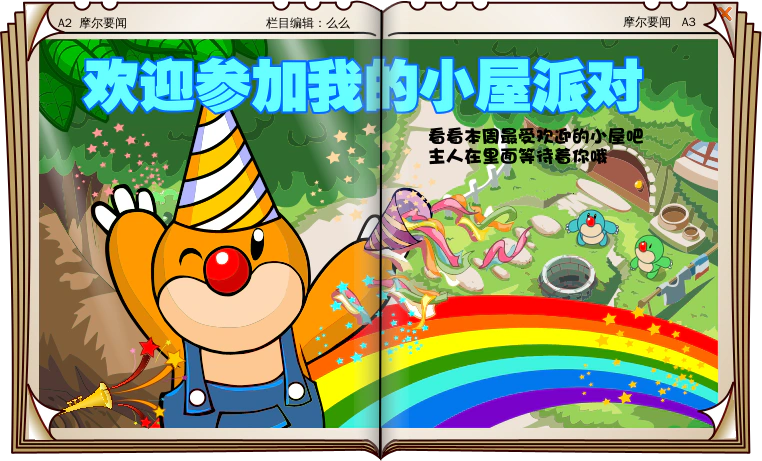 A2 摩尔要闻
栏目编辑：么么
摩尔要闻 A3
欢迎参加我的小屋派对
看看本周最受欢迎的小屋吧
主人在里面等待着你哦